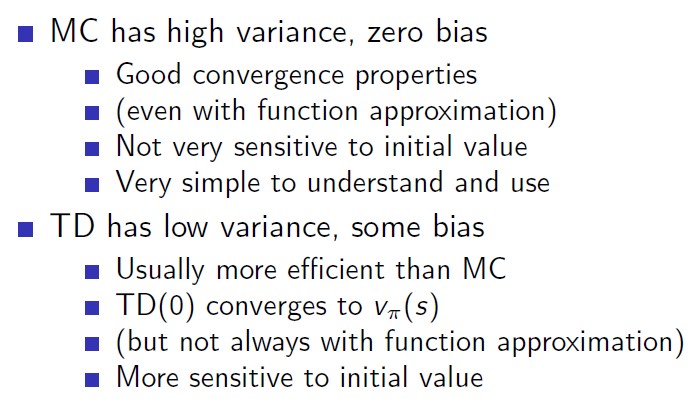 MC has high variance, zero bias
Good convergence properties
(even with function approximation)
Not very sensitive to initial value
Very simple to understand and use
TD has low variance, some bias
Usually more efficient than MC
TD(0) converges to vπ(s)
(but not always with function approximation)
More sensitive to initial value